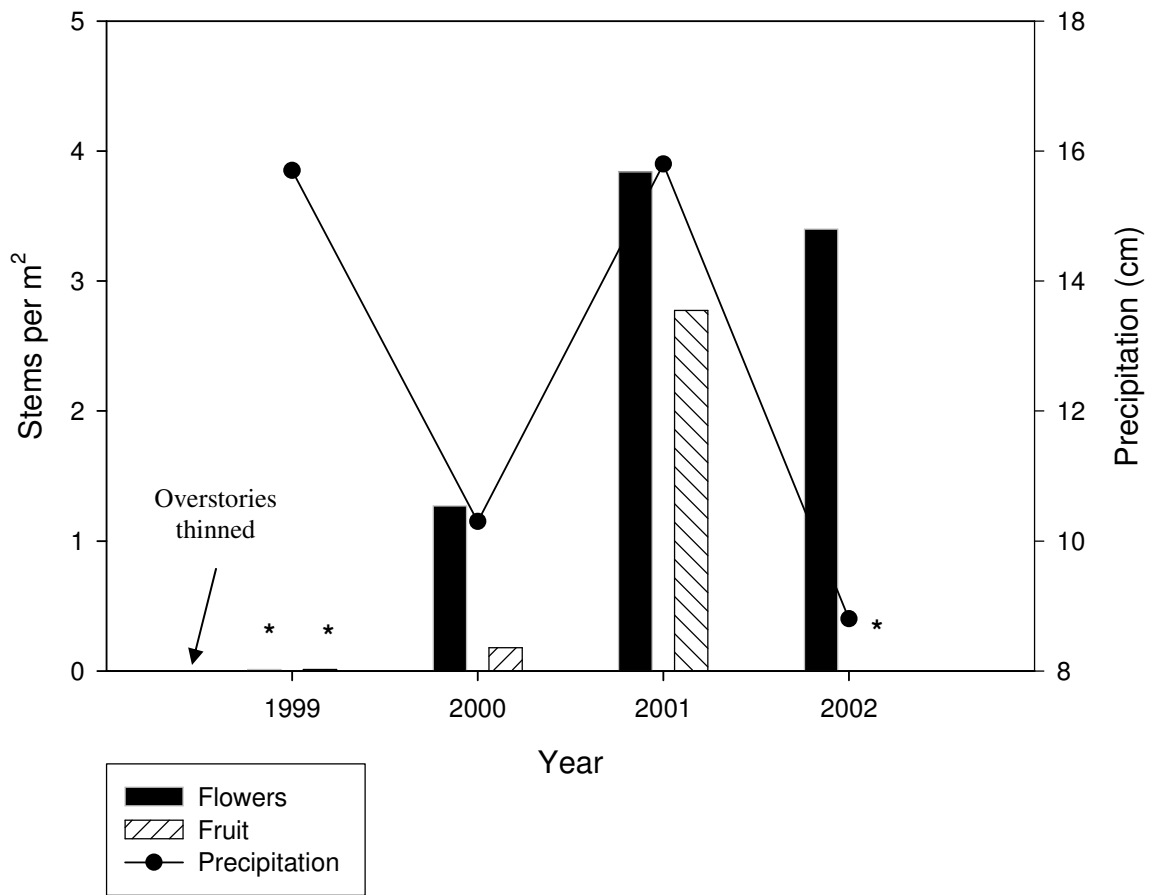 5
4
3
2
1
0
Stems per m²
18
16
14
12
10
8
Precipitation (cm)
Overstories
thinned
* *
*
1999 2000 2001 2002
Year
Flowers
Fruit
Precipitation